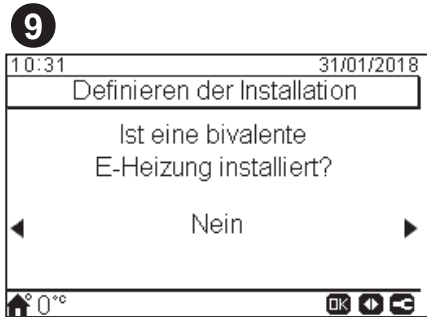 9
10:31 31/01/2018
Definieren der Installation
Ist eine bivalente
E-Heizung installiert?
Nein
0°C OK